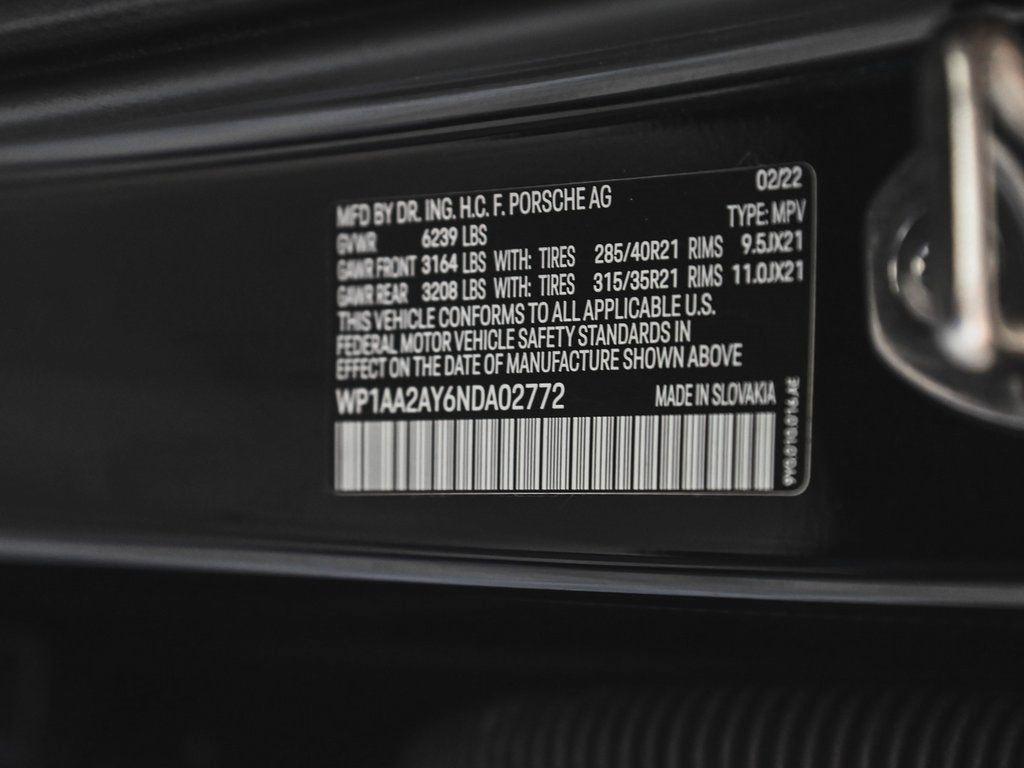 MFD BY DR. ING. H.C. F. PORSCHE AG 02/22
GVWR 6239 LBS TYPE: MPV
GAWR FRONT 3164 LBS WITH: TIRES 285/40R21 RIMS 9.5JX21
GAWR REAR 3208 LBS WITH: TIRES 315/35R21 RIMS 11.0JX21
THIS VEHICLE CONFORMS TO ALL APPLICABLE U.S.
FEDERAL MOTOR VEHICLE SAFETY STANDARDS IN
EFFECT ON THE DATE OF MANUFACTURE SHOWN ABOVE
WP1AA2AY6NDA02772 MADE IN SLOVAKIA